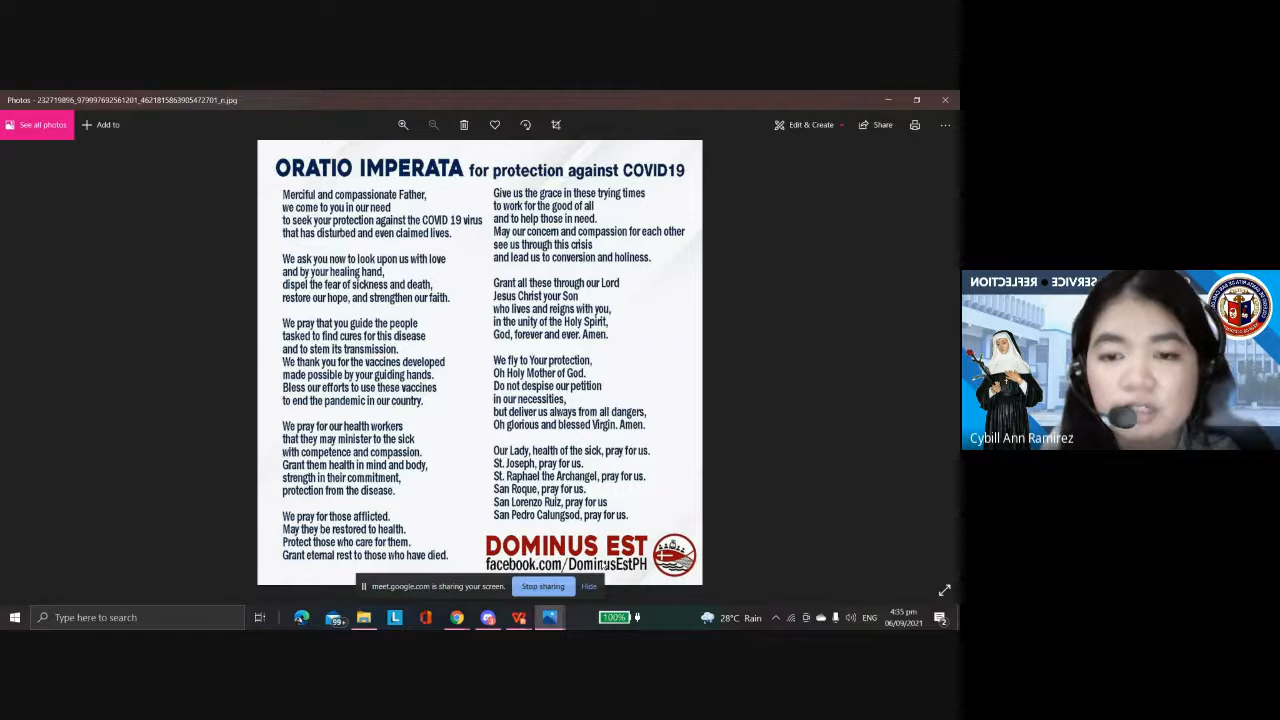 Photos - 232719896_979997692561201_4621815863905472701_n.jpg
See all photos
Add to
Edit & Create
Share
ORATIO IMPERATA for protection against COVID19
Merciful and compassionate Father,
we come to you in our need
to seek your protection against the COVID 19 virus
that has disturbed and even claimed lives.
We ask you now to look upon us with love
and by your healing hand,
dispel the fear of sickness and death,
restore our hope, and strengthen our faith.
We pray that you guide the people
tasked to find cures for this disease
and to stem its transmission.
We thank you for the vaccines developed
made possible by your guiding hands.
Bless our efforts to use these vaccines
to end the pandemic in our country.
We pray for our health workers
that they may minister to the sick
with competence and compassion.
Grant them health in mind and body,
strength in their commitment,
protection from the disease.
We pray for those afflicted.
May they be restored to health.
Protect those who care for them.
Grant eternal rest to those who have died.
Give us the grace in these trying times
to work for the good of all
and to help those in need.
May our concern and compassion for each other
see us through this crisis
and lead us to conversion and holiness.
Grant all these through our Lord
Jesus Christ your Son
who lives and reigns with you,
in the unity of the Holy Spirit,
God, forever and ever. Amen.
We fly to Your protection,
Oh Holy Mother of God.
Do not despise our petition
in our necessities,
but deliver us always from all dangers,
Oh glorious and blessed Virgin. Amen.
Our Lady, health of the sick, pray for us.
St. Joseph, pray for us.
St. Raphael the Archangel, pray for us.
San Roque, pray for us.
San Lorenzo Ruiz, pray for us
San Pedro Calungsod, pray for us.
DOMINUS EST
facebook.com/DominusEstPH
meet.google.com is sharing your screen.
Stop sharing
Hide
Type here to search
99+
100%
28°C Rain
ENG
4:35 pm
06/09/2021
2
SERVICE
REFLECTION
Cybill Ann Ramirez